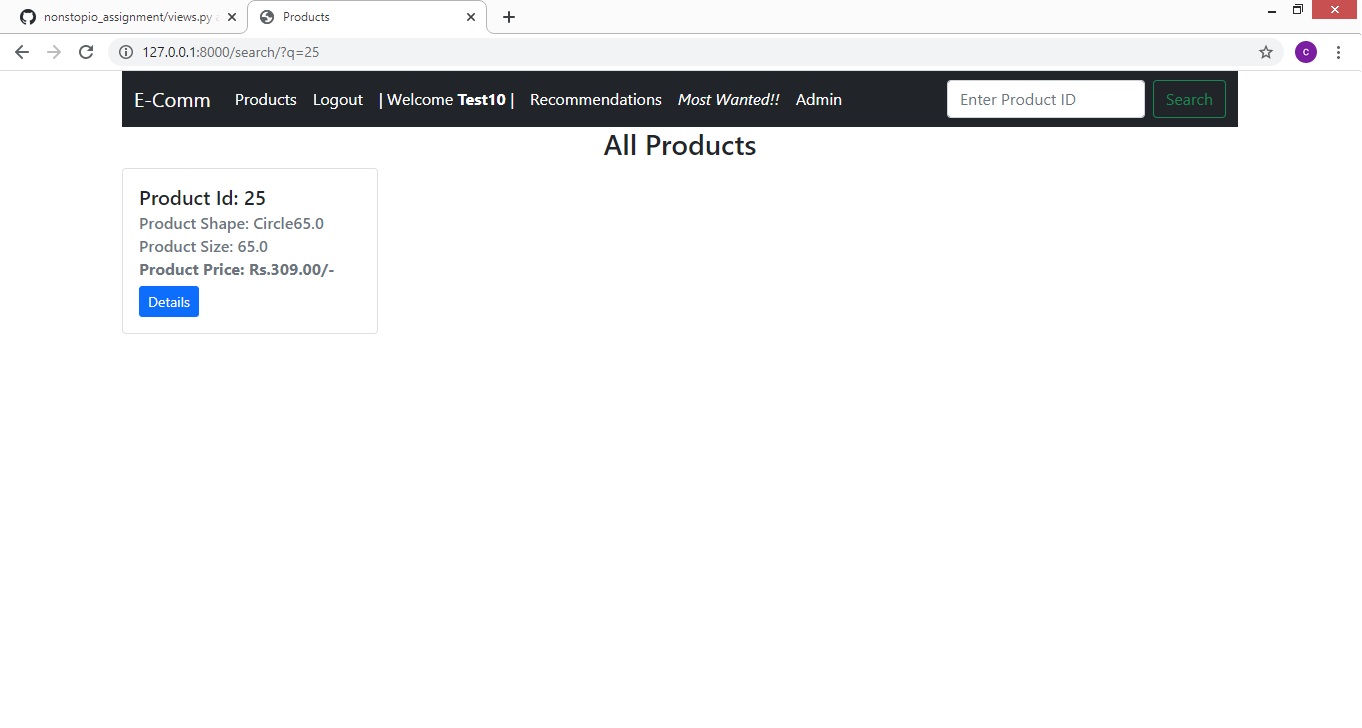 nonstopio_assignment/views.py
Products
127.0.0.1:8000/search/?q=25
c
E-Comm Products Logout | Welcome Test10 | Recommendations Most Wanted!! Admin Enter Product ID Search
All Products
Product Id: 25
Product Shape: Circle65.0
Product Size: 65.0
Product Price: Rs.309.00/-
Details